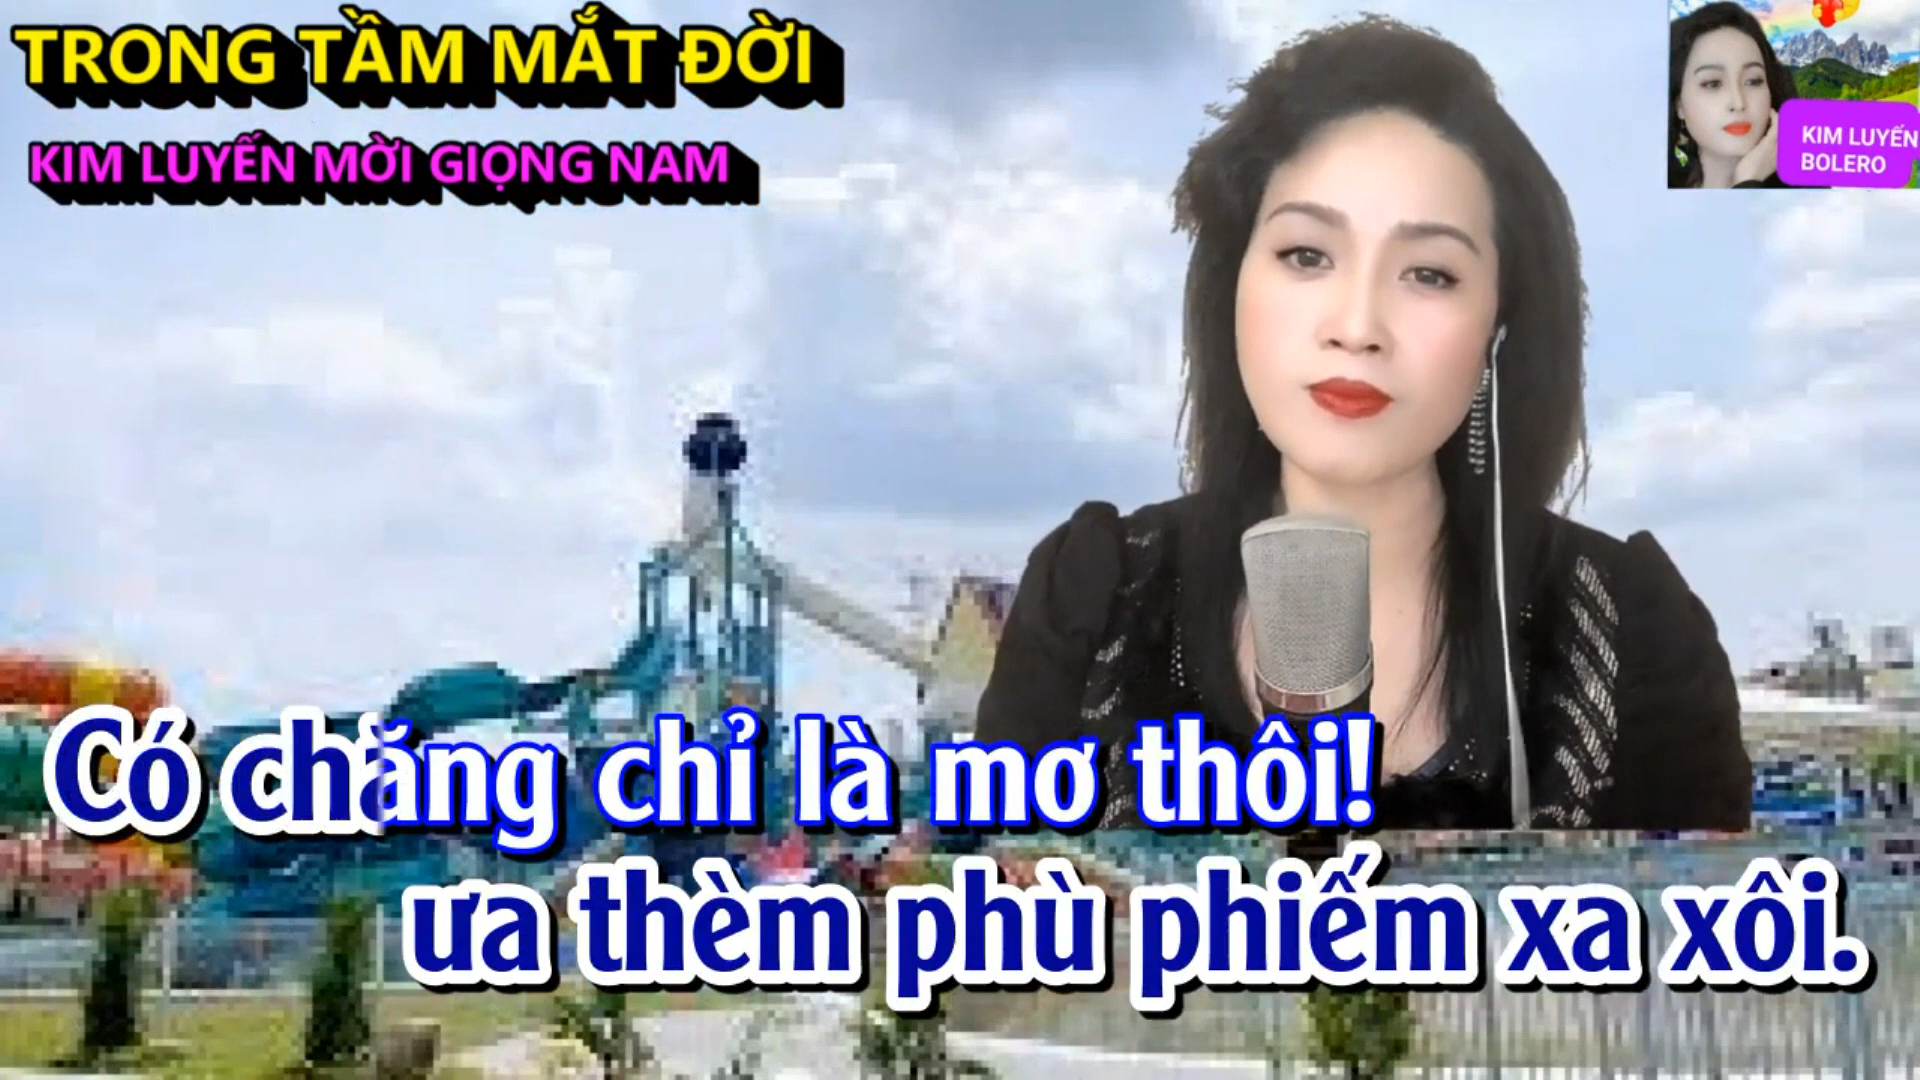 TRONG TẦM MẮT ĐỜI
KIM LUYẾN MỜI GIỌNG NAM
KIM LUYẾN
BOLERO
Có chăng chỉ là mơ thôi!
ưa thèm phù phiếm xa xôi.